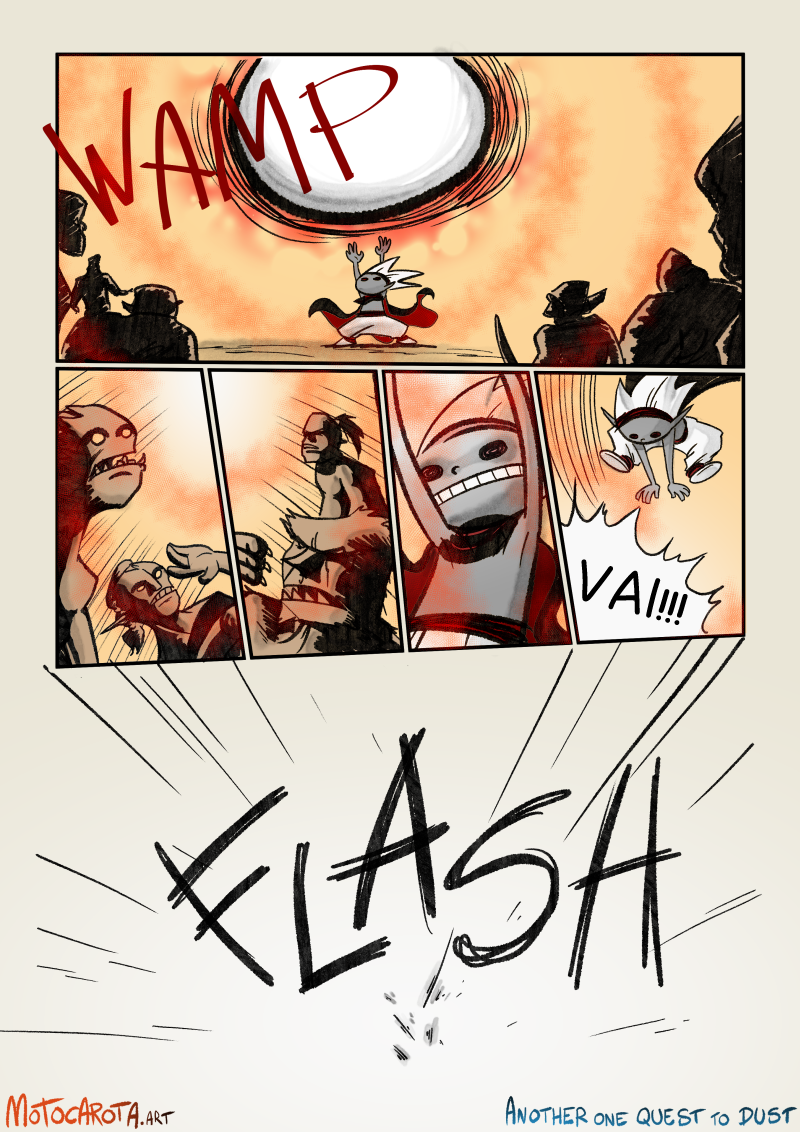 WAMP
VAI!!!
FLASH
MOTOCAROTA.ART
ANOTHER ONE QUEST TO DUST